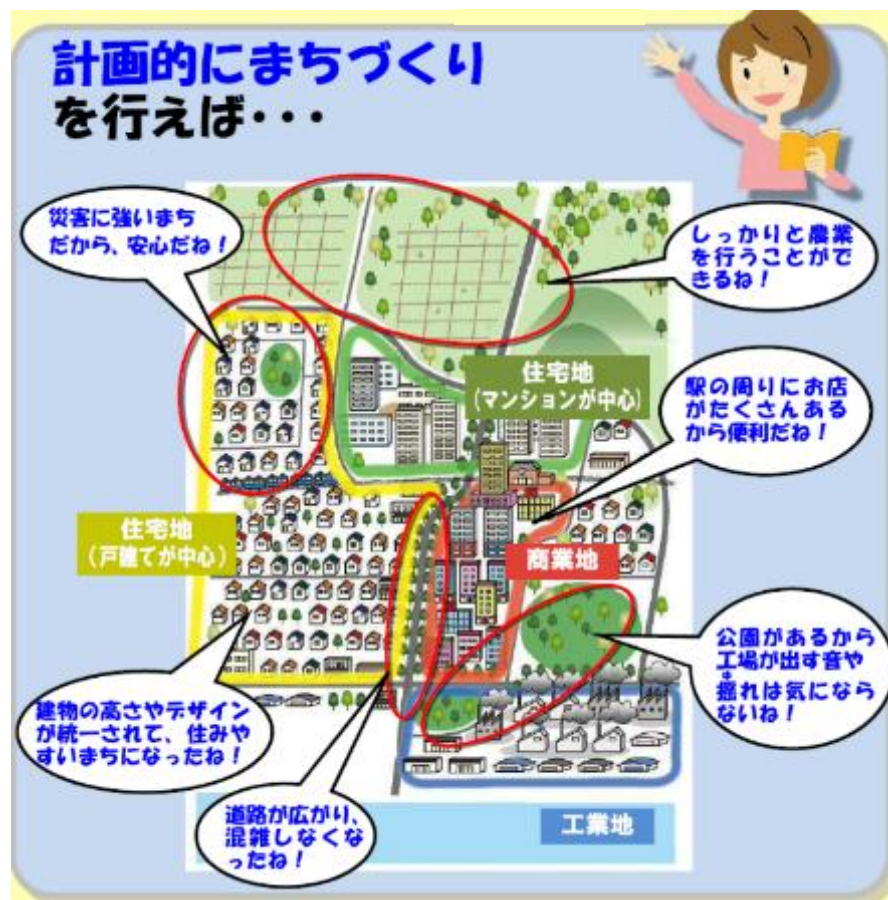 計画的にまちづくり
を行えば・・・
災害に強いまち
だから、安心だね！
しっかりと農業
を行うことがで
きるね！
住宅地
(マンションが中心)
駅の周りにお店
がたくさんある
から便利だね！
住宅地
(戸建てが中心)
商業地
公園があるから
工場が出す音や
ゆ
揺れは気になら
ないね！
建物の高さやデザイン
が統一されて、住みや
すいまちになったね！
道路が広がり、
混雑しなくな
ったね！
工業地